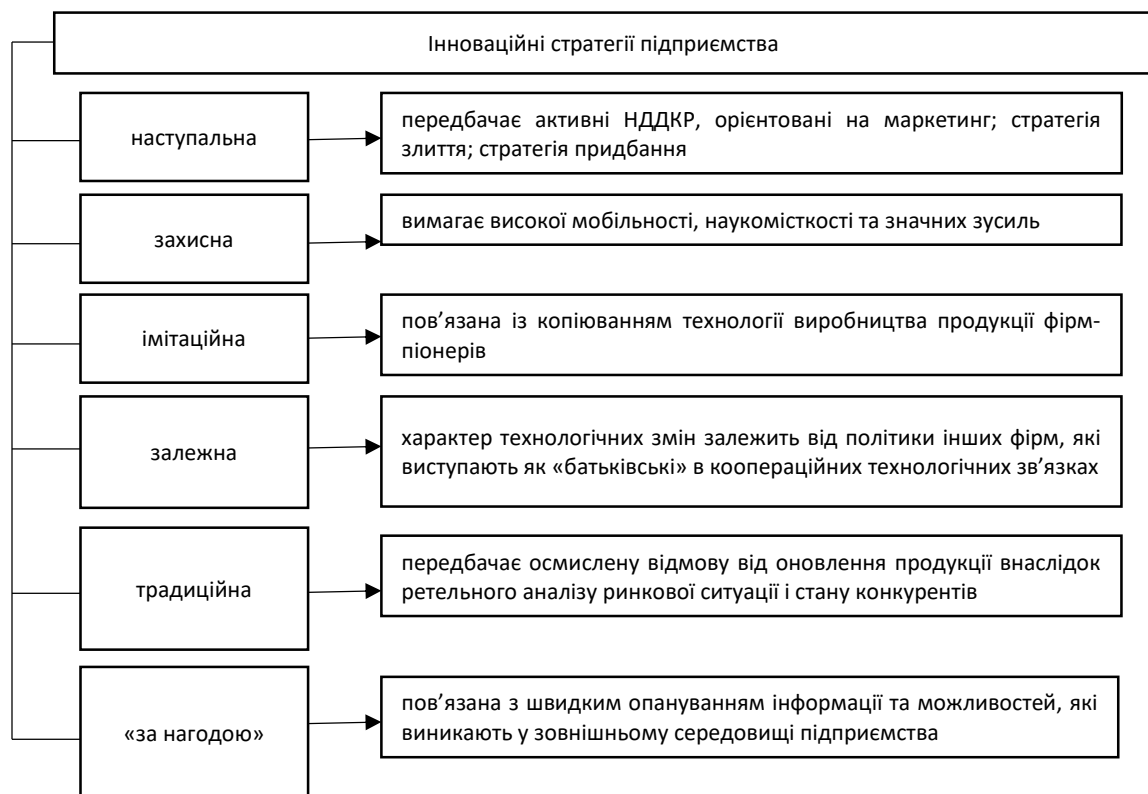 Інноваційні стратегії підприємства
наступальна
передбачає активні НДДКР, орієнтовані на маркетинг; стратегія
злиття; стратегія придбання
захисна
вимагає високої мобільності, наукомісткості та значних зусиль
імітаційна
пов’язана із копіюванням технології виробництва продукції фірм-
піонерів
залежна
характер технологічних змін залежить від політики інших фірм, які
виступають як «батьківські» в коопераційних технологічних зв’язках
традиційна
передбачає осмислену відмову від оновлення продукції внаслідок
ретельного аналізу ринкової ситуації і стану конкурентів
«за нагодою»
пов’язана з швидким опануванням інформації та можливостей, які
виникають у зовнішньому середовищі підприємства